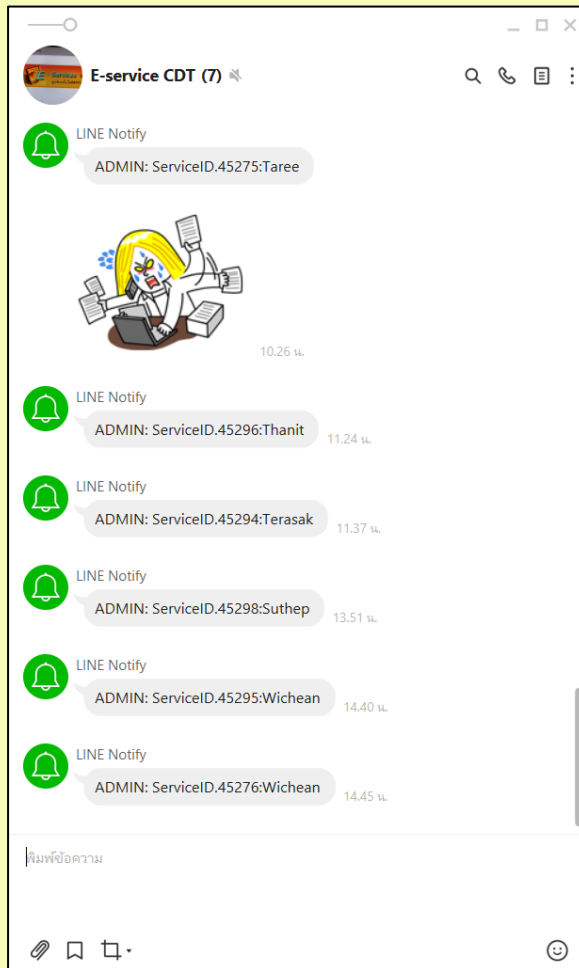 E-service CDT (7)
LINE Notify
ADMIN: ServiceID.45275:Taree
10.26 น.
LINE Notify
ADMIN: ServiceID.45296:Thanit
11.24 น.
LINE Notify
ADMIN: ServiceID.45294:Terasak
11.37 น.
LINE Notify
ADMIN: ServiceID.45298:Suthep
13.51 น.
LINE Notify
ADMIN: ServiceID.45295:Wichean
14.40 น.
LINE Notify
ADMIN: ServiceID.45276:Wichean
14.45 น.
พิมพ์ข้อความ